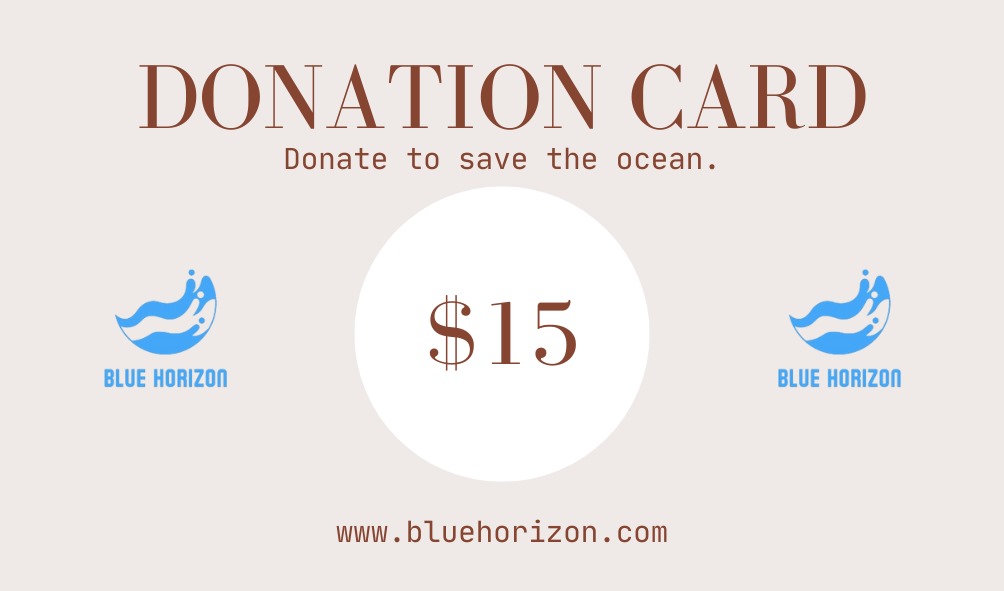 DONATION CARD
Donate to save the ocean.
$15
BLUE HORIZON
BLUE HORIZON
www.bluehorizon.com